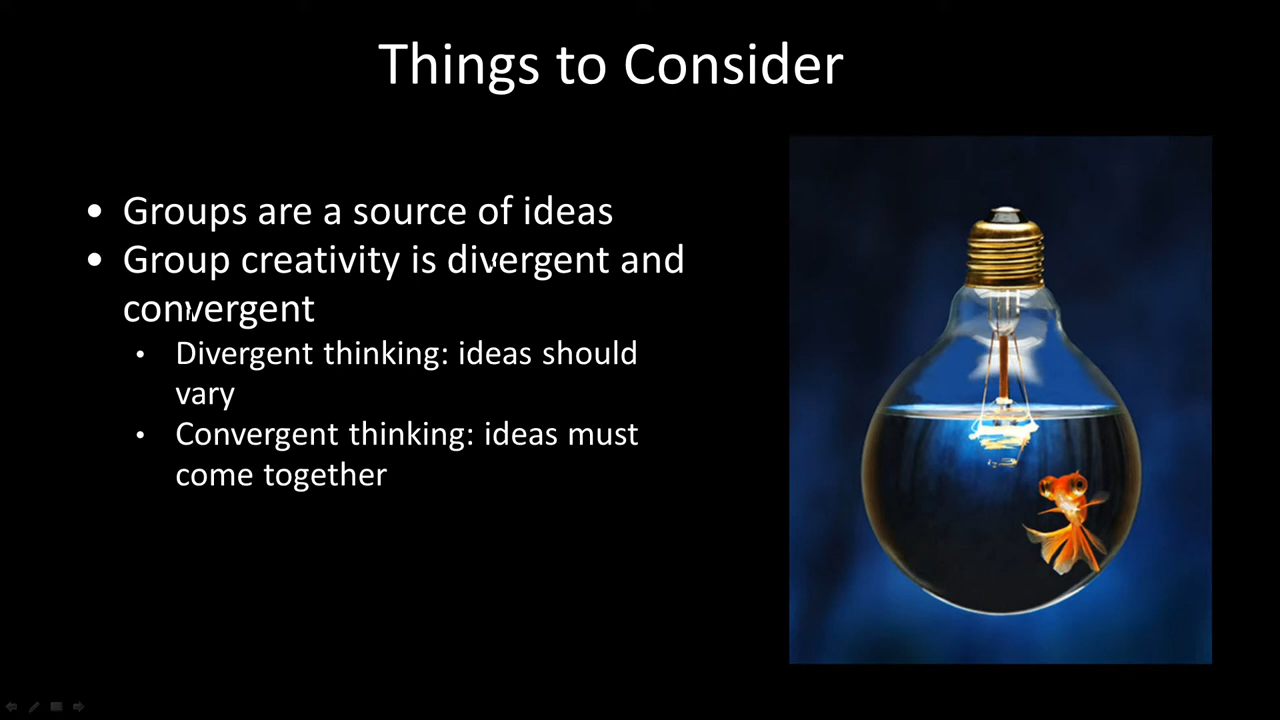 Things to Consider
• Groups are a source of ideas
• Group creativity is divergent and
convergent
• Divergent thinking: ideas should
vary
• Convergent thinking: ideas must
come together